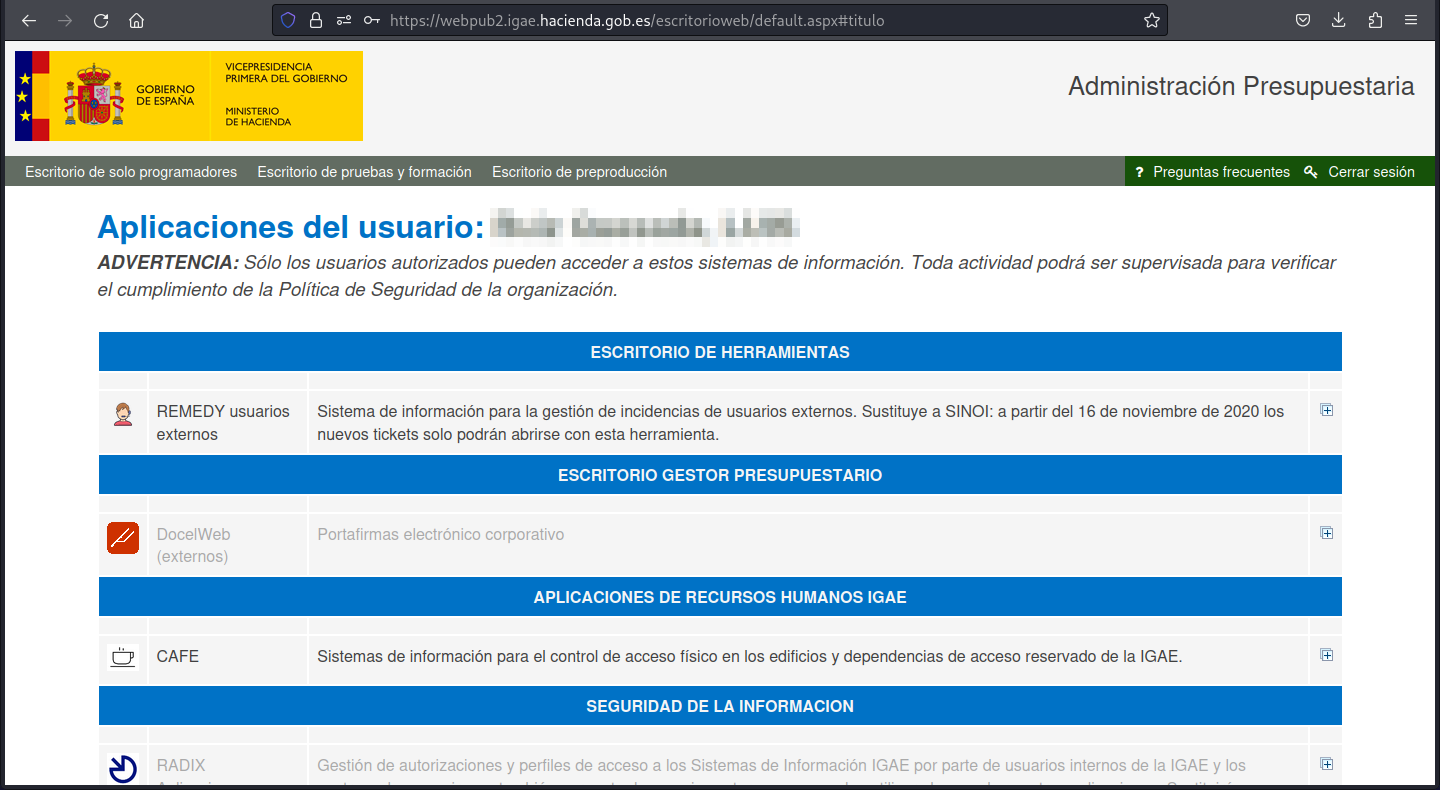 https://webpub2.igae.hacienda.gob.es/escritorioweb/default.aspx#titulo
GOBIERNO
DE ESPAÑA
VICEPRESIDENCIA
PRIMERA DEL GOBIERNO
MINISTERIO
DE HACIENDA
Administración Presupuestaria
Escritorio de solo programadores Escritorio de pruebas y formación Escritorio de preproducción ? Preguntas frecuentes Cerrar sesión
Aplicaciones del usuario:
ADVERTENCIA: Sólo los usuarios autorizados pueden acceder a estos sistemas de información. Toda actividad podrá ser supervisada para verificar
el cumplimiento de la Política de Seguridad de la organización.
ESCRITORIO DE HERRAMIENTAS
REMEDY usuarios
externos
Sistema de información para la gestión de incidencias de usuarios externos. Sustituye a SINOI: a partir del 16 de noviembre de 2020 los
nuevos tickets solo podrán abrirse con esta herramienta.
ESCRITORIO GESTOR PRESUPUESTARIO
DocelWeb
(externos)
Portafirmas electrónico corporativo
APLICACIONES DE RECURSOS HUMANOS IGAE
CAFE
Sistemas de información para el control de acceso físico en los edificios y dependencias de acceso reservado de la IGAE.
SEGURIDAD DE LA INFORMACION
RADIX
Gestión de autorizaciones y perfiles de acceso a los Sistemas de Información IGAE por parte de usuarios internos de la IGAE y los